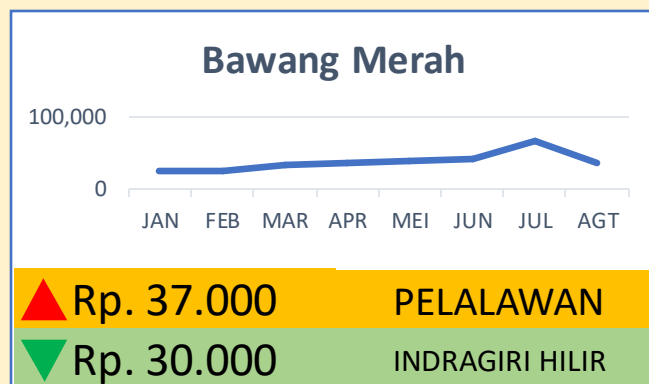 Bawang Merah
100,000
0
JAN FEB MAR APR MEI JUN JUL AGT
Rp. 37.000 PELALAWAN
Rp. 30.000 INDRAGIRI HILIR